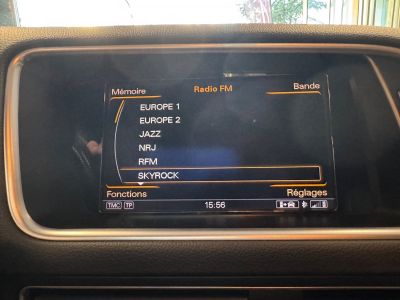 Mémoire Radio FM Bande
EUROPE 1
EUROPE 2
JAZZ
NRJ
RFM
SKYROCK
Fonctions Réglages
TMC TP 15:56